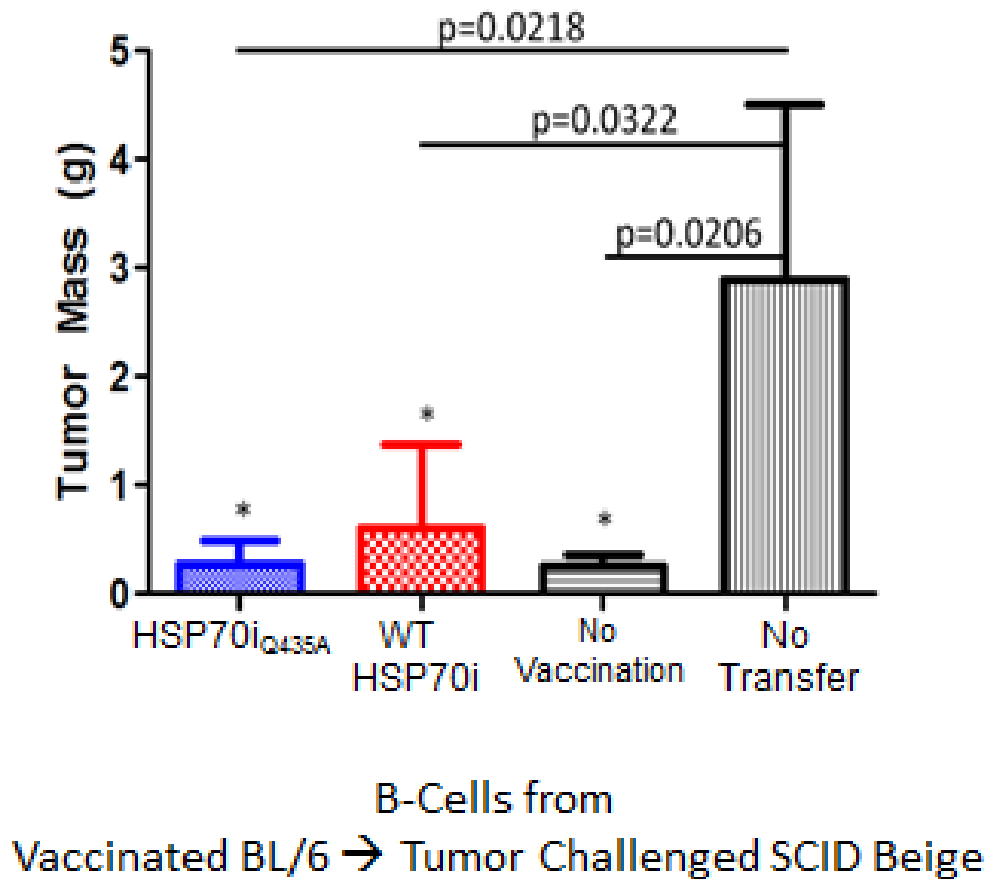 p=0.0218
5
p=0.0322
4
p=0.0206
3
2
1
0
Tumor Mass (g)
*
*
*
HSP70iQ435A
WT
HSP70i
No
Vaccination
No
Transfer
B-Cells from
Vaccinated BL/6 → Tumor Challenged SCID Beige